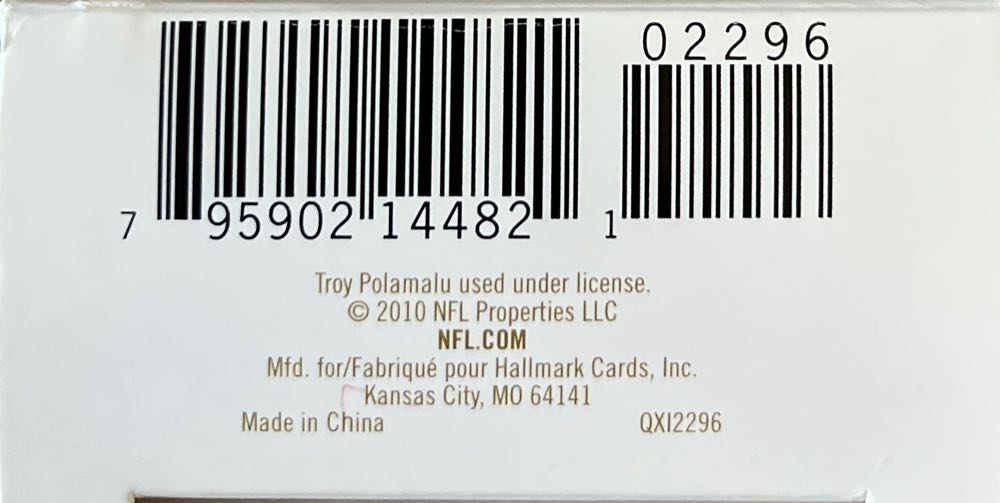 02296
7 95902 14482 1
Troy Polamalu used under license.
© 2010 NFL Properties LLC
NFL.COM
Mfd. for/Fabriqué pour Hallmark Cards, Inc.
Kansas City, MO 64141
Made in China QXI2296